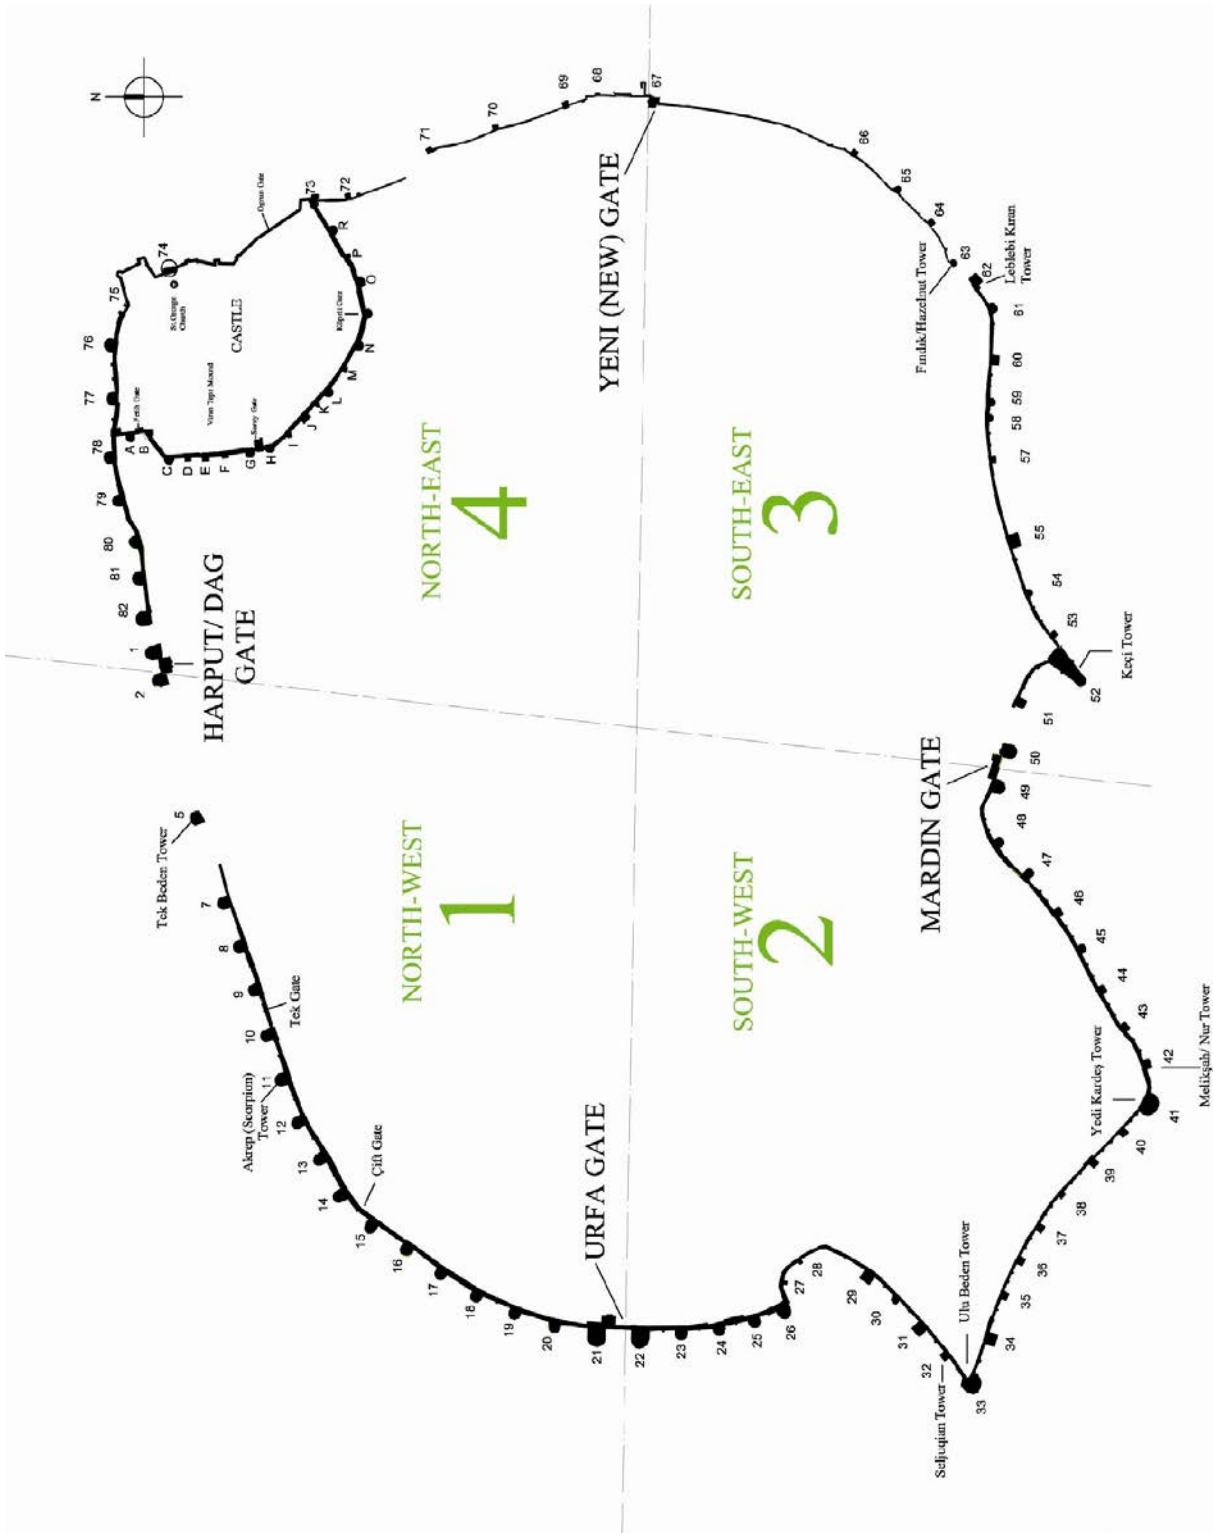 N
HARPUT/ DAG
GATE
1
2
Tek Beden Tower
5
7
8
9
Tek Gate
10
Akrep (Scorpion)
Tower
11
12
13
14
Çift Gate
15
16
17
18
19
20
URFA GATE
21
22
23
24
25
26
27
28
29
30
31
Seljuqian Tower
32
Ulu Beden Tower
33
34
35
36
37
38
39
40
Yedi Kardeş Tower
41
42
Melikşah/ Nur Tower
43
44
45
46
47
48
49
MARDIN GATE
50
51
52
Keçi Tower
53
54
55
57
58
59
60
61
62
Leblebi Kıran
Tower
63
Fındık/Hazelnut Tower
64
65
66
YENI (NEW) GATE
67
68
69
70
71
72
73
Ogrun Gate
74
St.George
Church
75
76
77
78
79
80
81
82
CASTLE
Viran Tepe Mound
Fetih Gate
Saray Gate
Küpeli Gate
A
B
C
D
E
F
G
H
I
J
K
L
M
N
O
P
R
NORTH-WEST
1
SOUTH-WEST
2
SOUTH-EAST
3
NORTH-EAST
4